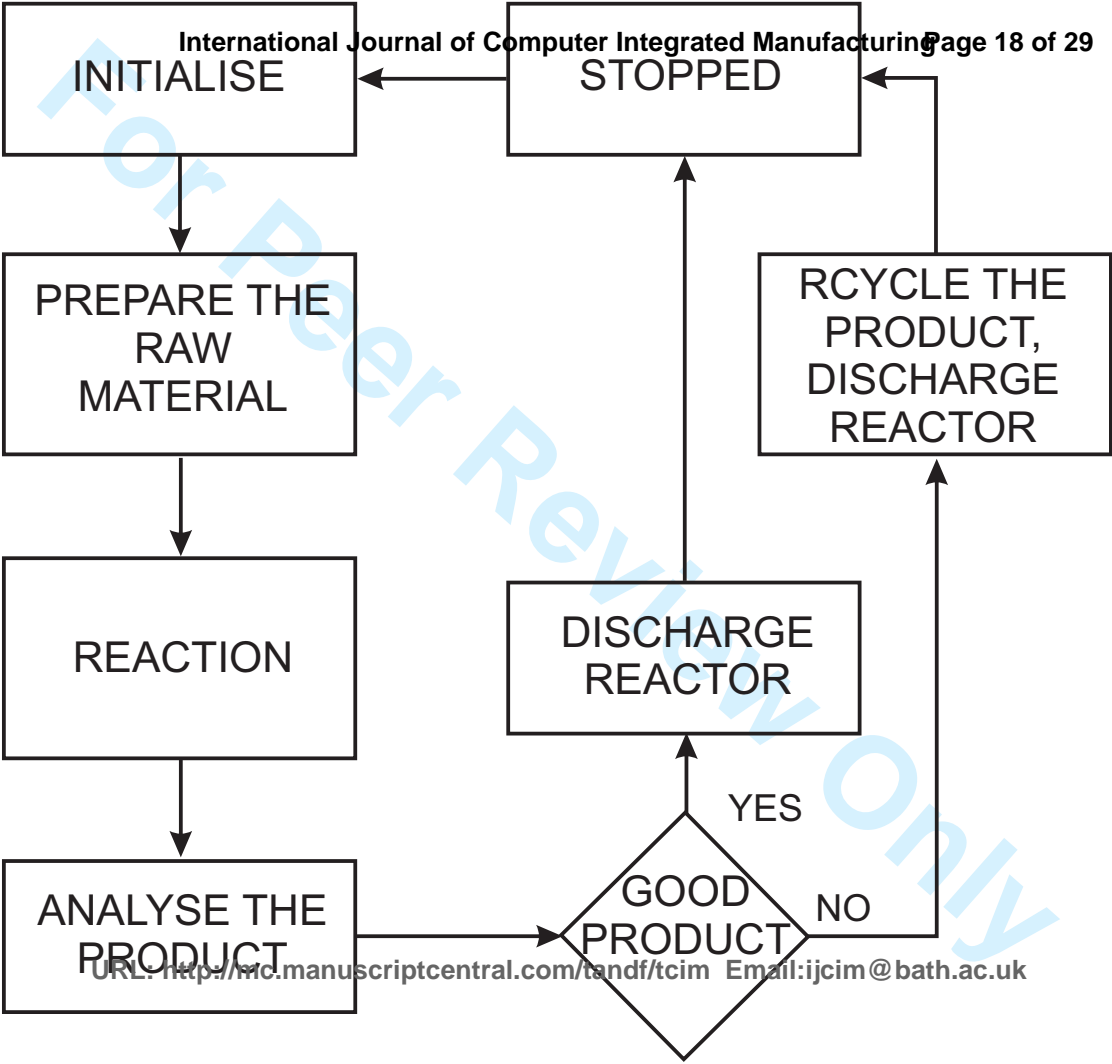 International Journal of Computer Integrated Manufacturing
Page 18 of 29
INITIALISE
STOPPED
PREPARE THE
RAW
MATERIAL
RCYCLE THE
PRODUCT,
DISCHARGE
REACTOR
REACTION
DISCHARGE
REACTOR
YES
ANALYSE THE
PRODUCT
GOOD
PRODUCT
NO
URL: http://mc.manuscriptcentral.com/tandf/tcim Email:ijcim@bath.ac.uk
For Peer Review Only